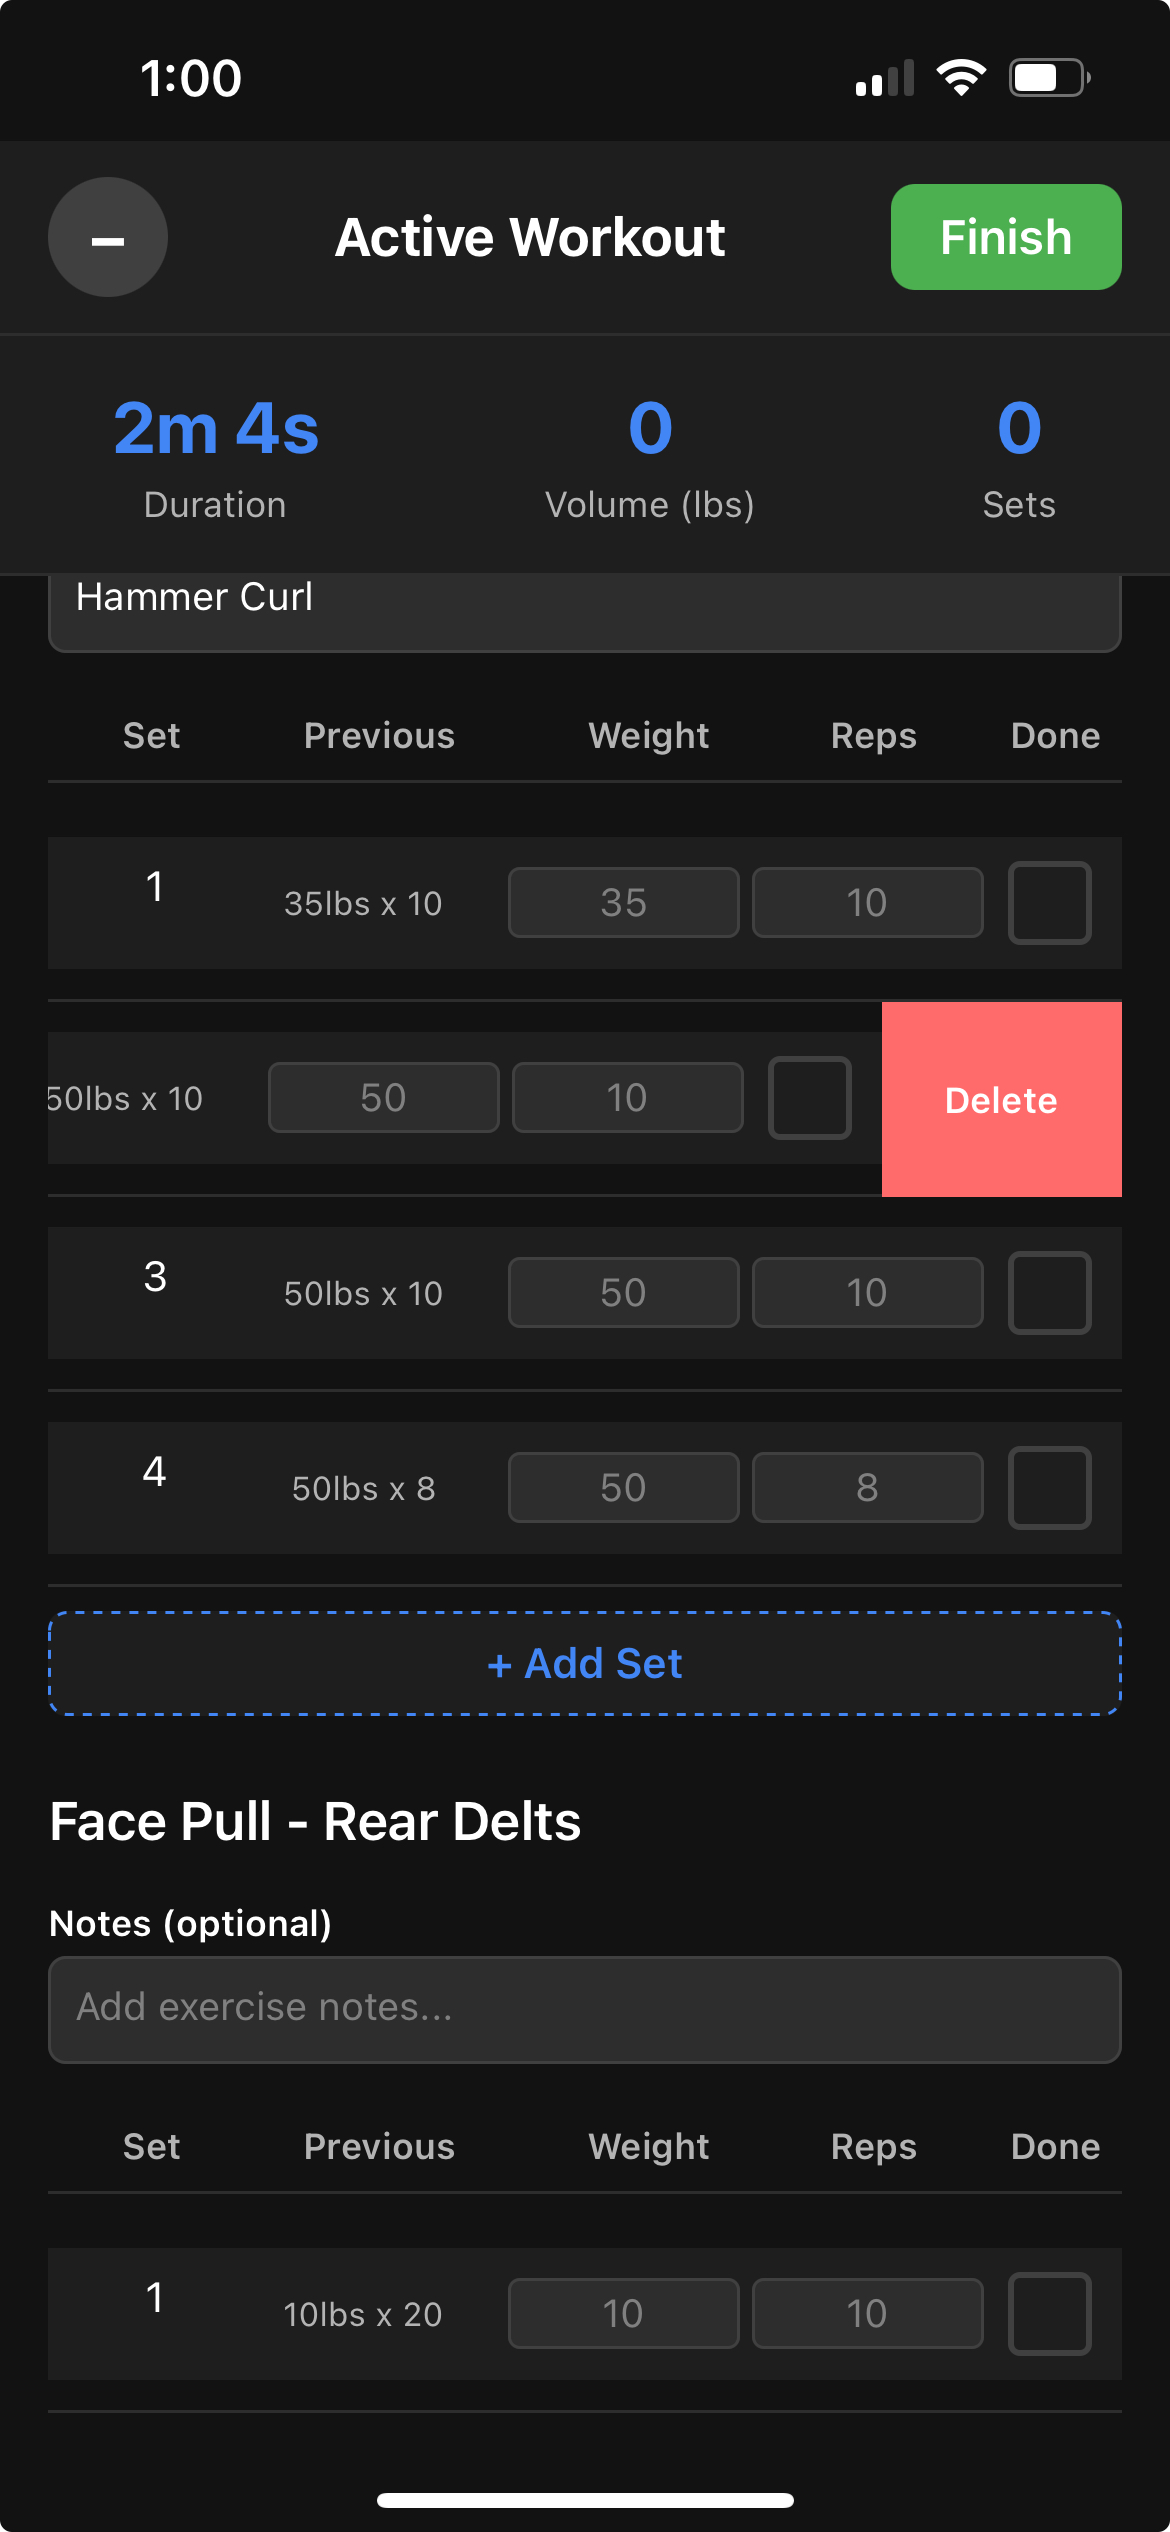 1:00
Active Workout
Finish
2m 4s
0
0
Duration
Volume (lbs)
Sets
Hammer Curl
Set Previous Weight Reps Done
1 35lbs x 10 35 10
50lbs x 10 50 10 Delete
3 50lbs x 10 50 10
4 50lbs x 8 50 8
+ Add Set
Face Pull - Rear Delts
Notes (optional)
Add exercise notes...
Set Previous Weight Reps Done
1 10lbs x 20 10 10